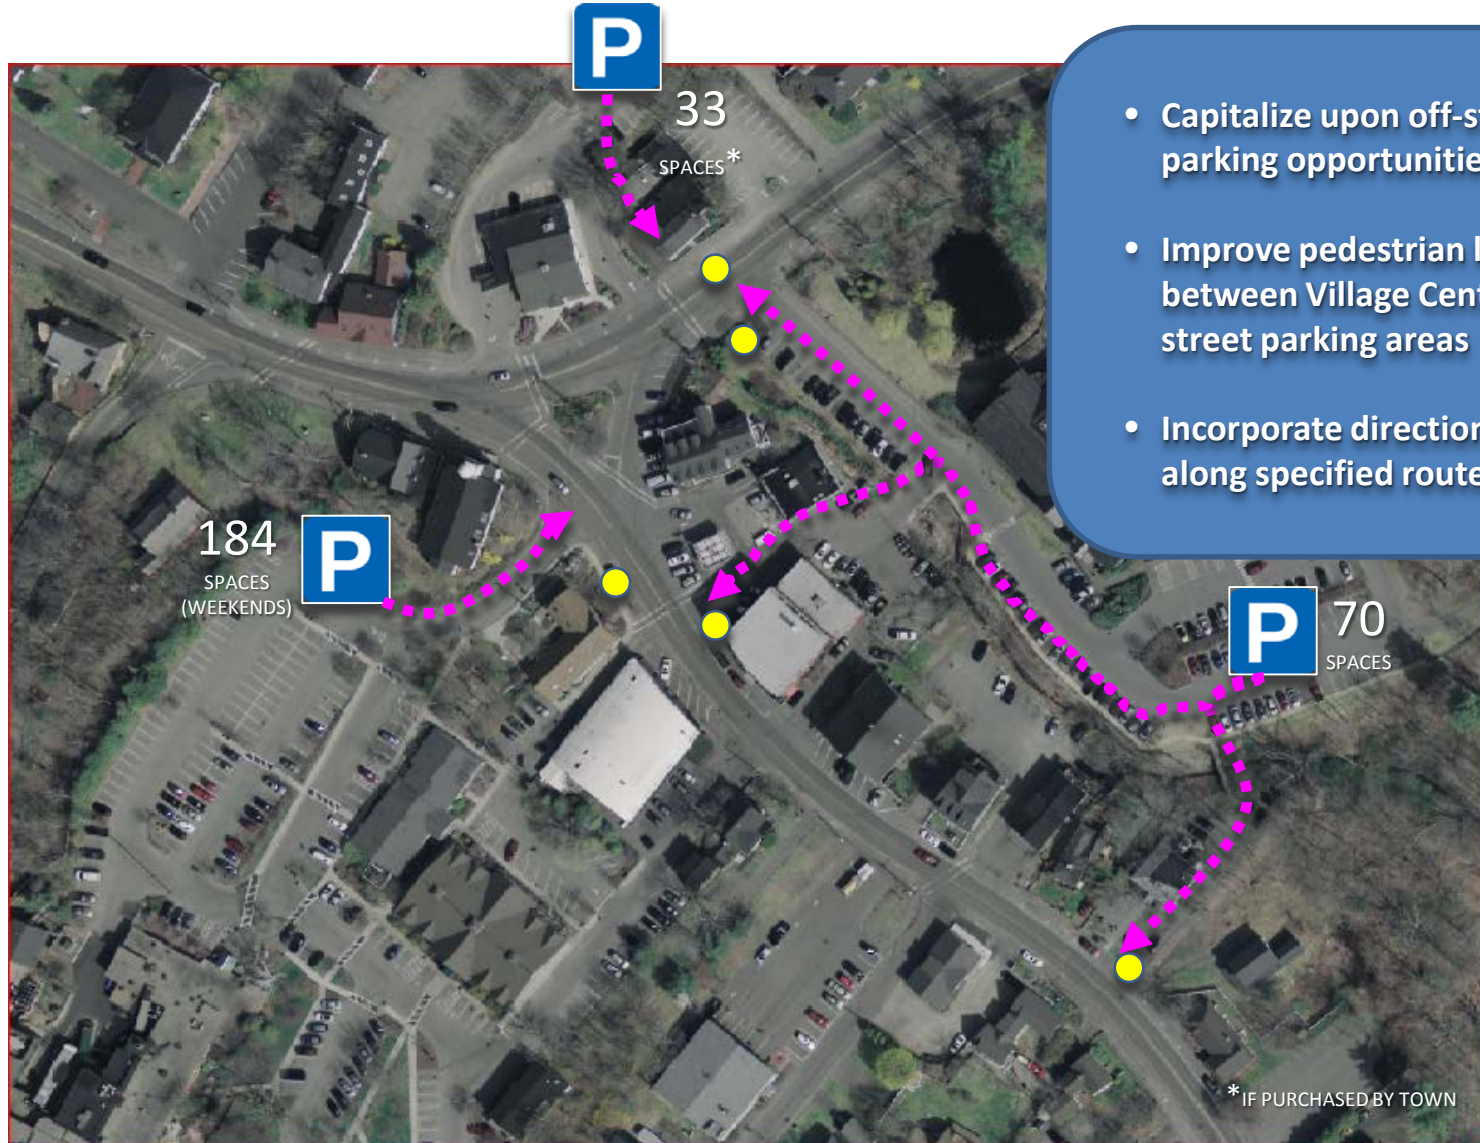 P
33
SPACES*
• Capitalize upon off-s
parking opportunitie
• Improve pedestrian
between Village Cen
street parking areas
• Incorporate direction
along specified route
184
SPACES
(WEEKENDS)
P
P
70
SPACES
*IF PURCHASED BY TOWN